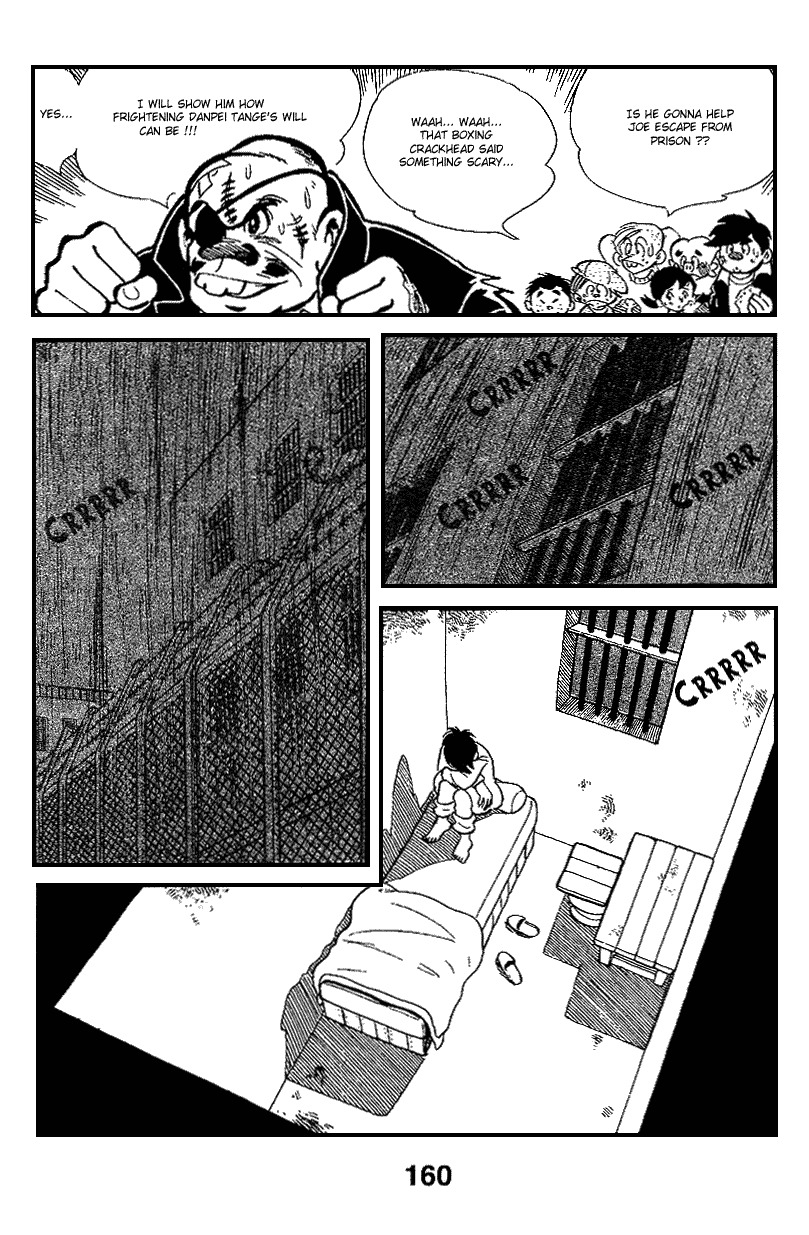 YES...
I WILL SHOW HIM HOW
FRIGHTENING DANPEI TANGE'S WILL
CAN BE !!!
WAAH... WAAH...
THAT BOXING
CRACKHEAD SAID
SOMETHING SCARY...
IS HE GONNA HELP
JOE ESCAPE FROM
PRISON ??
CRRRRR
CRRRRR
CRRRRR
CRRRRR
CRRRRR
160